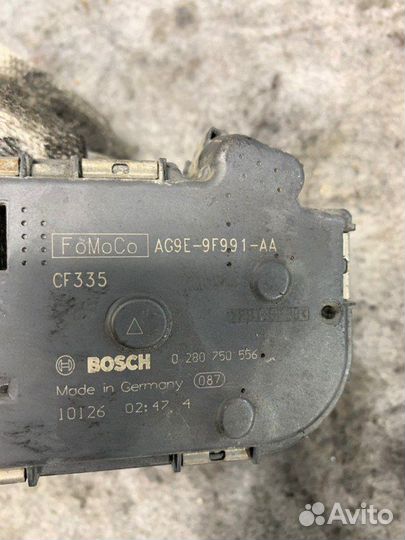 FoMoCo AG9E-9F991-AA
CF335
BOSCH 0 280 750 556
Made in Germany 087
10126 02:47 4
Avito